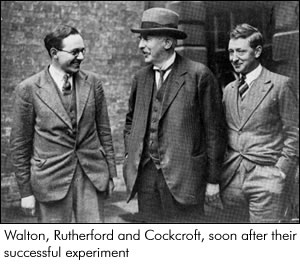 Walton, Rutherford and Cockcroft, soon after their
successful experiment